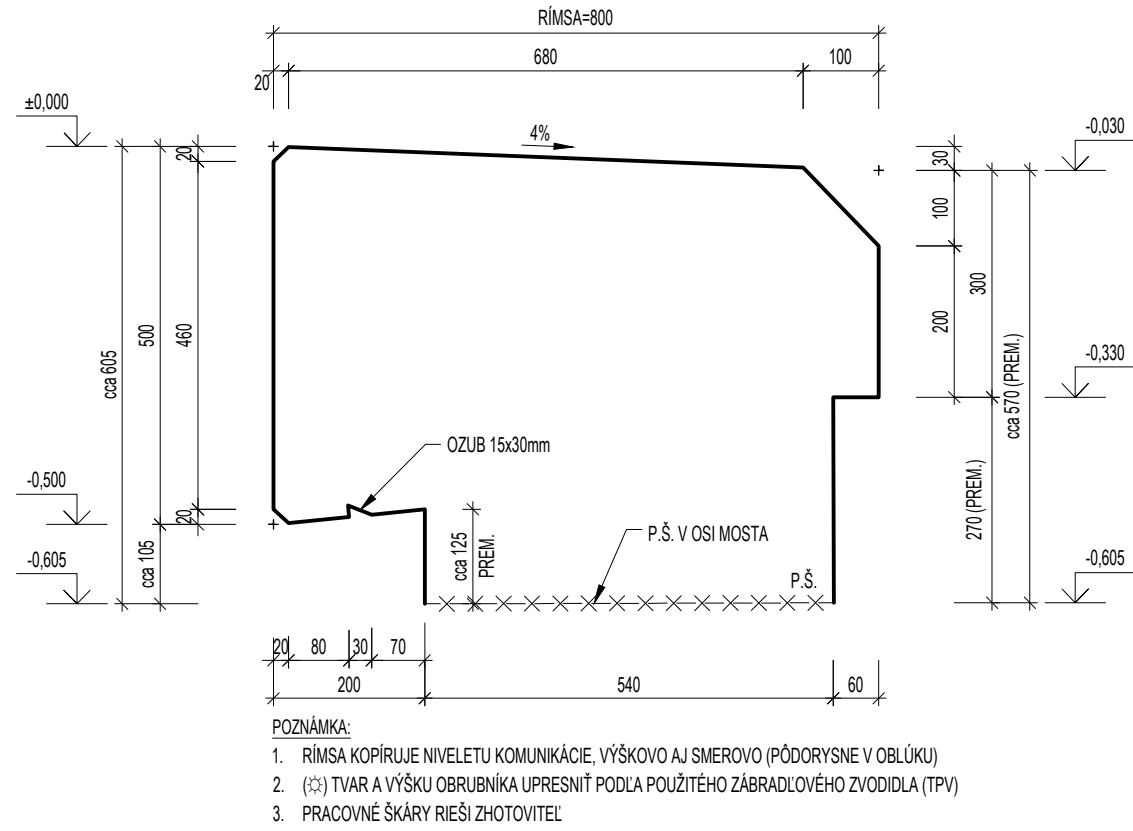 RÍMSA=800
680
100
20
±0,000
4%
-0,030
20
30
100
500
460
cca 605
200
300
cca 570 (PREM.)
-0,330
OZUB 15x30mm
-0,500
20
270 (PREM.)
P.Š. V OSI MOSTA
cca 125
PREM.
-0,605
cca 105
P.Š.
-0,605
20
80
30
70
200
540
60
POZNÁMKA:
1. RÍMSA KOPÍRUJE NIVELETU KOMUNIKÁCIE, VÝŠKOVO AJ SMEROVO (PÔDORYSNE V OBLÚKU)
2. (☼) TVAR A VÝŠKU OBRUBNÍKA UPRESNIŤ PODĽA POUŽITÉHO ZÁBRADĽOVÉHO ZVODIDLA (TPV)
3. PRACOVNÉ ŠKÁRY RIEŠI ZHOTOVITEĽ